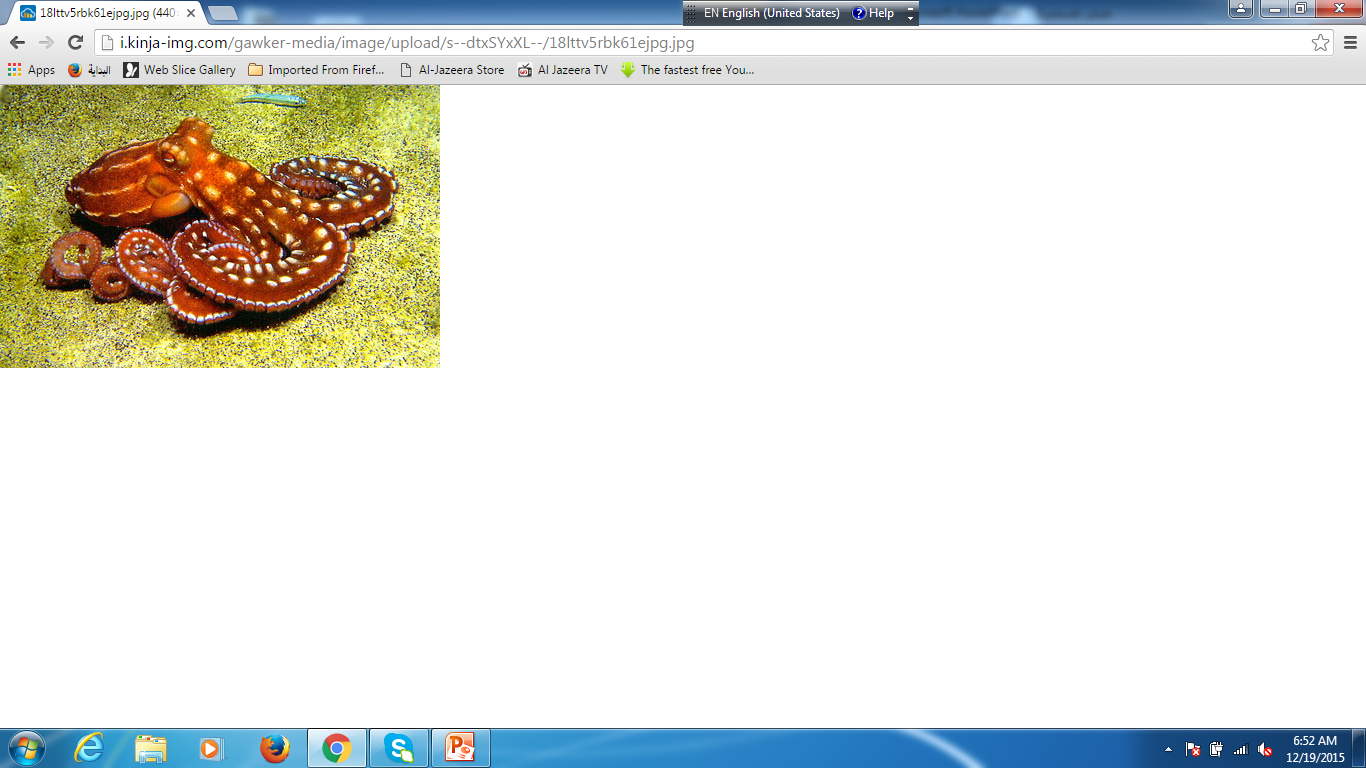 18lttv5rbk61ejpg.jpg (440
EN English (United States) Help
i.kinja-img.com/gawker-media/image/upload/s--dtxSYxXL--/18lttv5rbk61ejpg.jpg
Apps البداية Web Slice Gallery Imported From Firef... Al-Jazeera Store Al Jazeera TV The fastest free You...
6:52 AM
12/19/2015